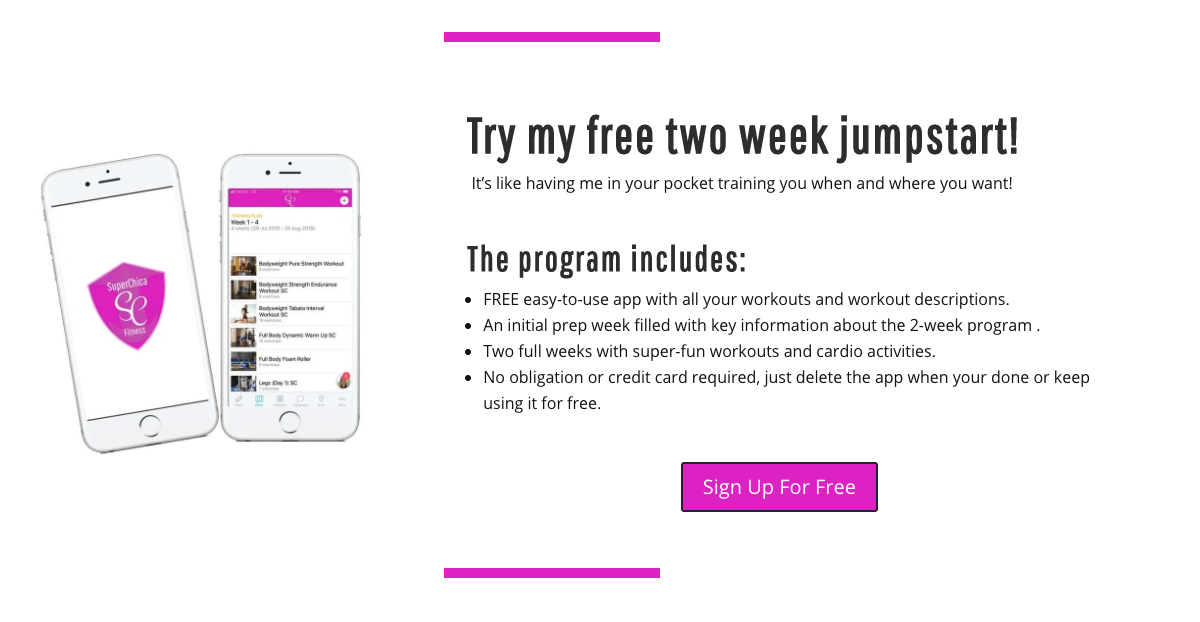 Try my free two week jumpstart!
It’s like having me in your pocket training you when and where you want!
The program includes:
FREE easy-to-use app with all your workouts and workout descriptions.
An initial prep week filled with key information about the 2-week program .
Two full weeks with super-fun workouts and cardio activities.
No obligation or credit card required, just delete the app when your done or keep
using it for free.
Sign Up For Free
SuperChica
SC
Fitness
SC
TRAINING PLAN
Week 1 - 4
4 weeks (29 Jul 2019 - 25 Aug 2019)
Bodyweight Pure Strength Workout
Bodyweight Strength Endurance
Workout SC
Bodyweight Tabata Interval
Workout SC
Full Body Dynamic Warm Up SC
Full Body Foam Roller
Legs (Day 1) SC